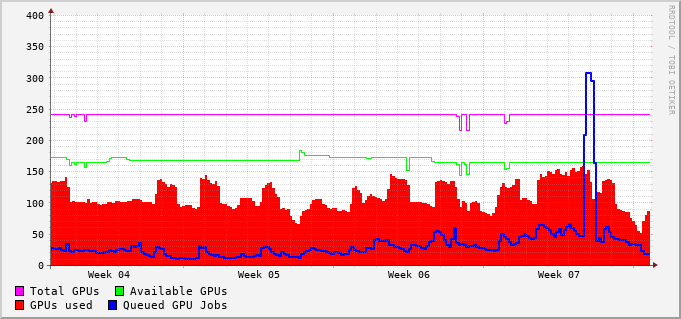 400
350
300
250
200
150
100
50
0
Week 04 Week 05 Week 06 Week 07
Total GPUs Available GPUs
GPUs used Queued GPU Jobs
RRDTOOL / TOBI OETIKER